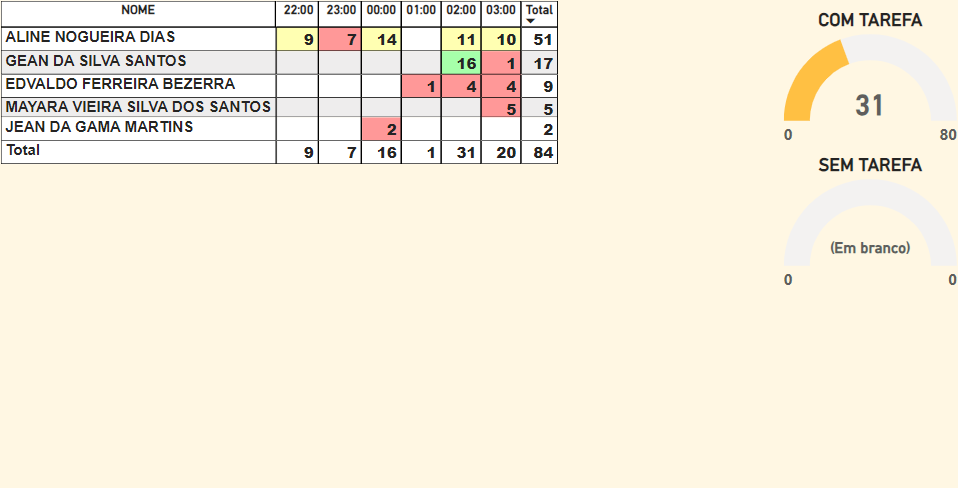 NOME 22:00 23:00 00:00 01:00 02:00 03:00 Total
ALINE NOGUEIRA DIAS 9 7 14 11 10 51
GEAN DA SILVA SANTOS 16 1 17
EDVALDO FERREIRA BEZERRA 1 4 4 9
MAYARA VIEIRA SILVA DOS SANTOS 5 5
JEAN DA GAMA MARTINS 2 2
Total 9 7 16 1 31 20 84
COM TAREFA
31
0 80
SEM TAREFA
(Em branco)
0 0